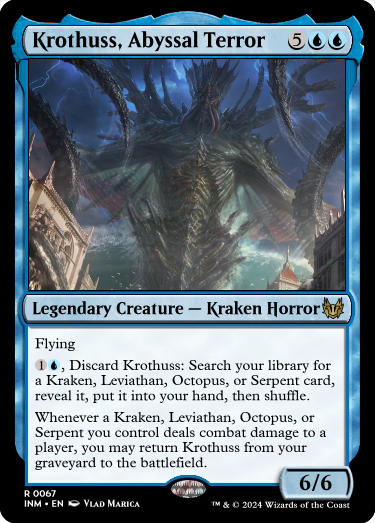 Krothuss, Abyssal Terror 5
Legendary Creature — Kraken Horror
Flying
1, Discard Krothuss: Search your library for
a Kraken, Leviathan, Octopus, or Serpent card,
reveal it, put it into your hand, then shuffle.
Whenever a Kraken, Leviathan, Octopus, or
Serpent you control deals combat damage to a
player, you may return Krothuss from your
graveyard to the battlefield.
6/6
R 0067
INM • EN Vlad Marica
™ & © 2024 Wizards of the Coast